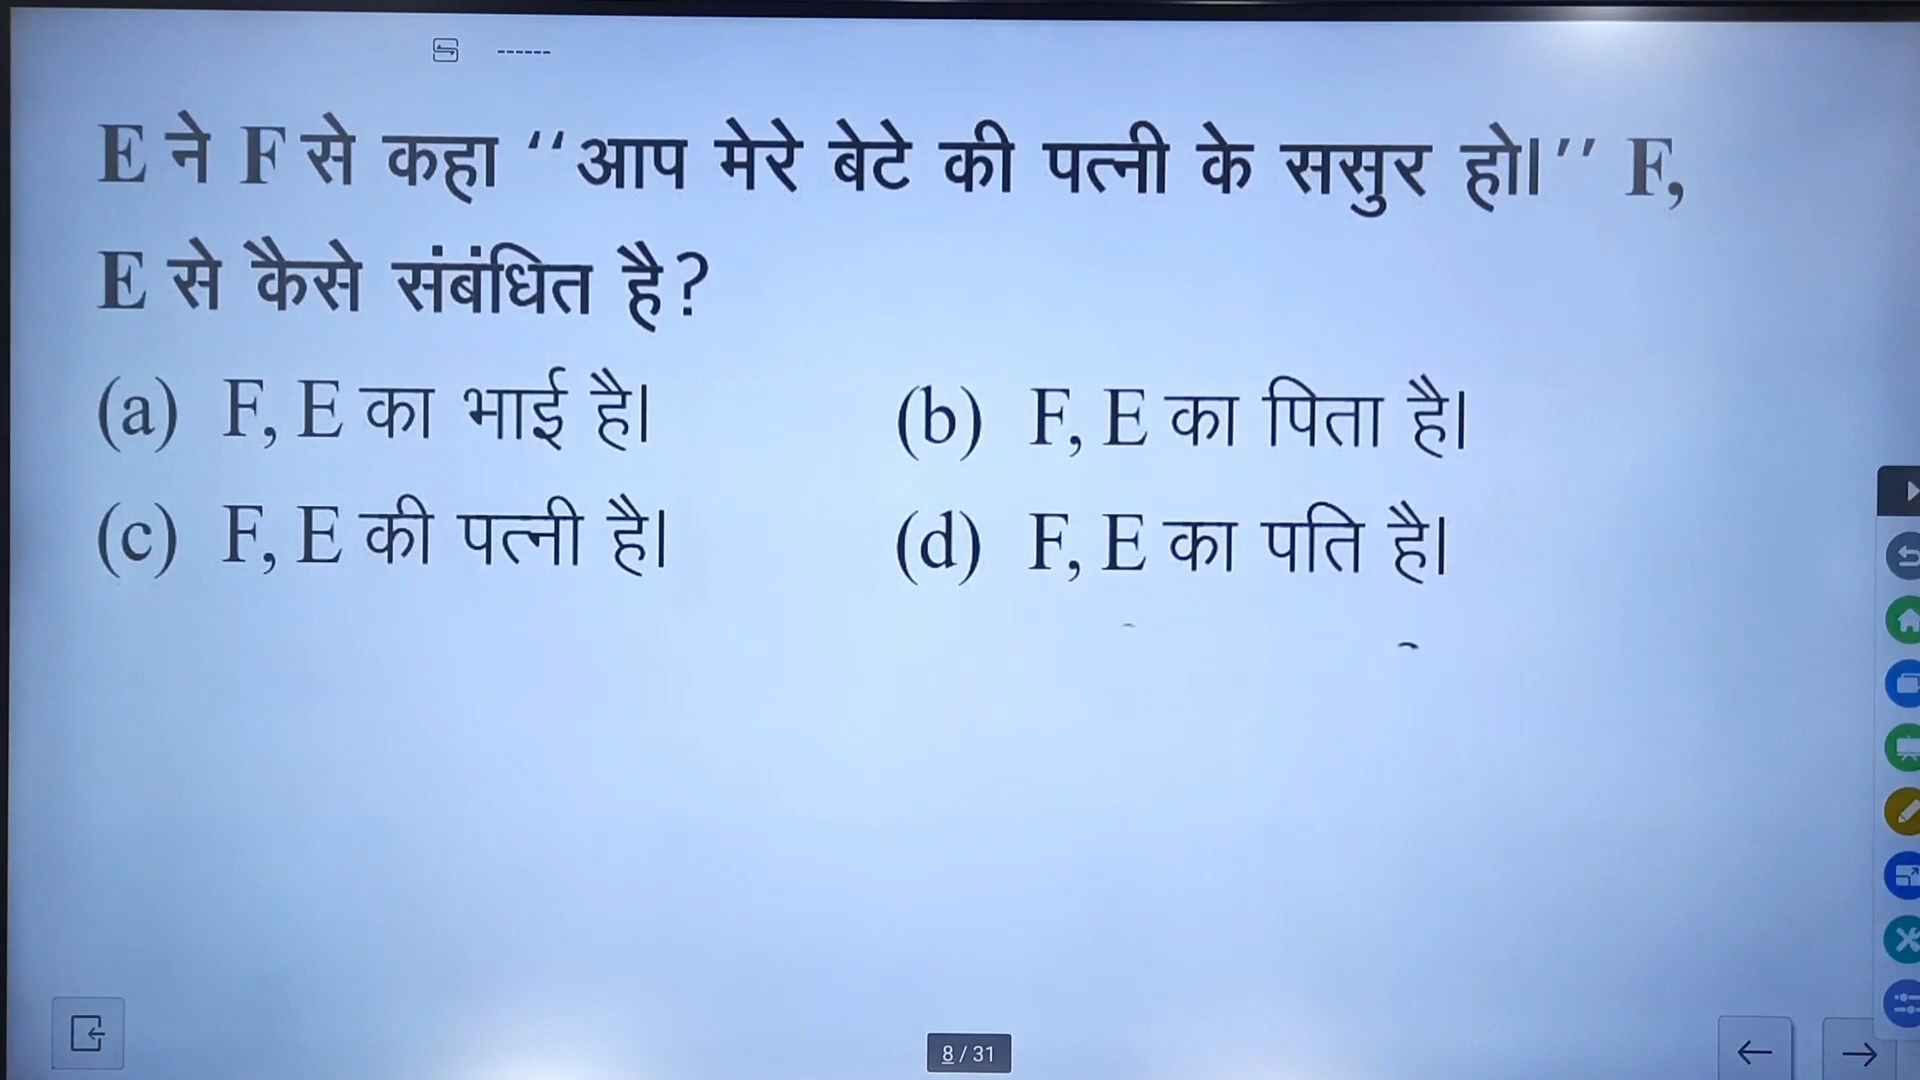 E ने F से कहा ‘‘आप मेरे बेटे की पत्नी के ससुर हो।’’ F,
E से कैसे संबंधित है?
(a) F, E का भाई है। (b) F, E का पिता है।
(c) F, E की पत्नी है। (d) F, E का पति है।
8 / 31